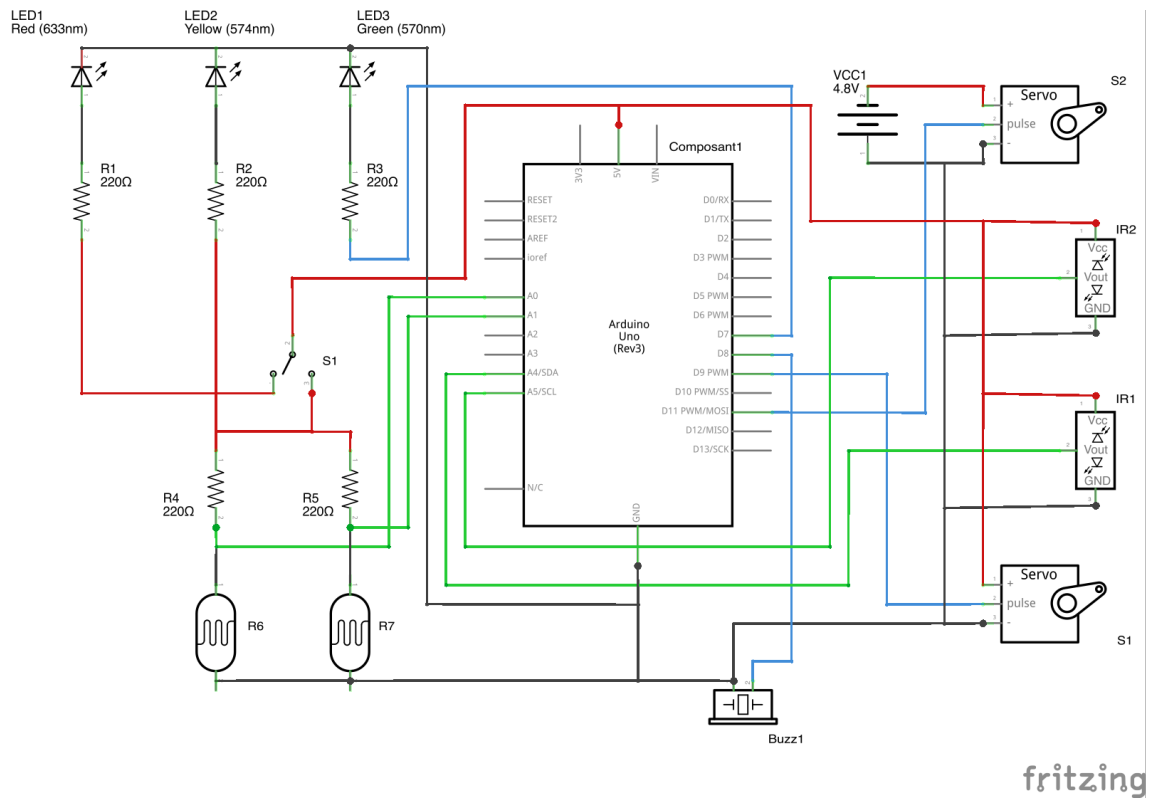 LED1
Red (633nm)
LED2
Yellow (574nm)
LED3
Green (570nm)
VCC1
4.8V
S2
Servo
+
pulse
-
Composant1
3V3
5V
VIN
R1
220Ω
R2
220Ω
R3
220Ω
RESET
RESET2
AREF
ioref
A0
A1
A2
A3
A4/SDA
A5/SCL
N/C
D0/RX
D1/TX
D2
D3 PWM
D4
D5 PWM
D6 PWM
D7
D8
D9 PWM
D10 PWM/SS
D11 PWM/MOSI
D12/MISO
D13/SCK
GND
Arduino
Uno
(Rev3)
IR2
Vcc
Vout
GND
S1
IR1
Vcc
Vout
GND
R4
220Ω
R5
220Ω
R6
R7
Servo
+
pulse
-
S1
Buzz1
fritzing